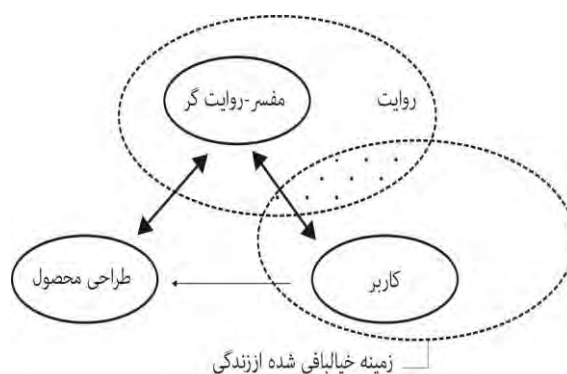 روایت
مفسر-روایت گر
کاربر
طراحی محصول
زمینه خیالبافی شده اززندگی